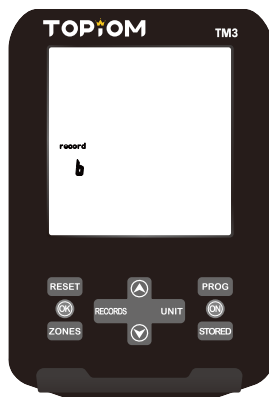 TOPIOM
TM3
record
b
RESET
PROG
OK
RECORDS
UNIT
ON
ZONES
STORED